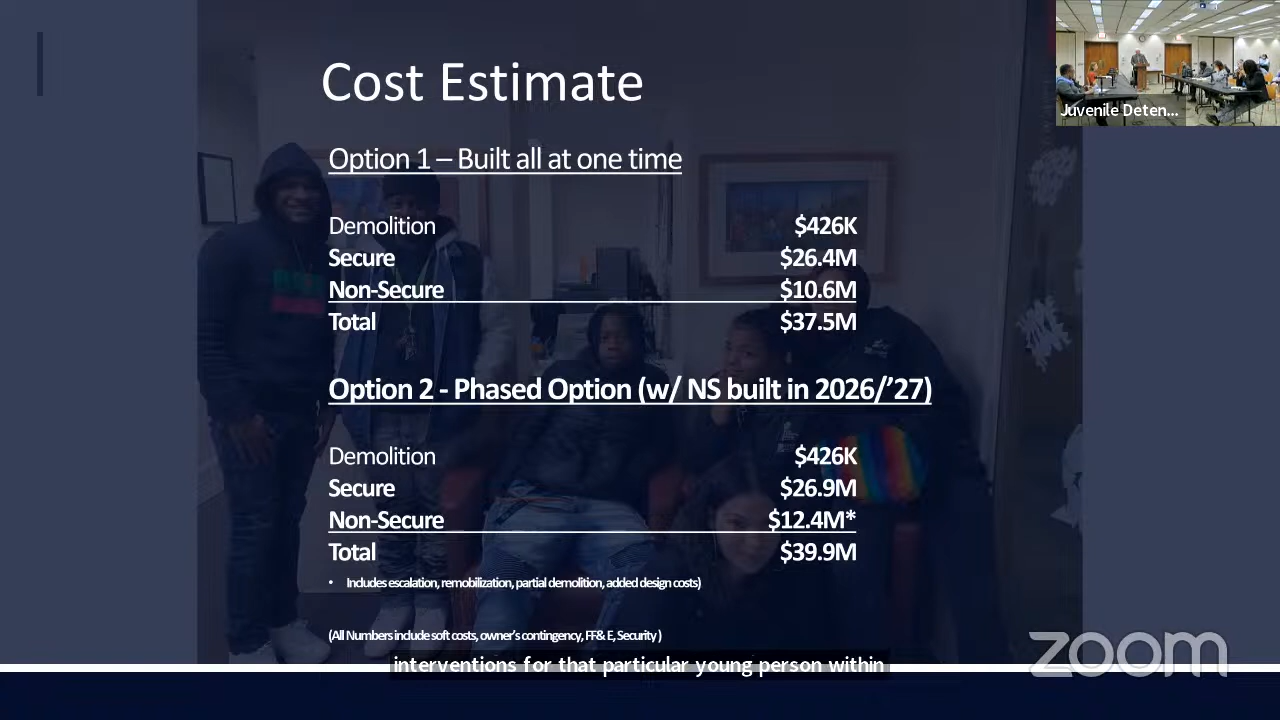 Cost Estimate
Juvenile Deten...
Option 1 – Built all at one time
Demolition $426K
Secure $26.4M
Non-Secure $10.6M
Total $37.5M
Option 2 - Phased Option (w/ NS built in 2026/’27)
Demolition $426K
Secure $26.9M
Non-Secure $12.4M*
Total $39.9M
• Includes escalation, remobilization, partial demolition, added design costs)
(All Numbers include soft costs, owner’s contingency, FF& E, Security )
interventions for that particular young person within
zoom